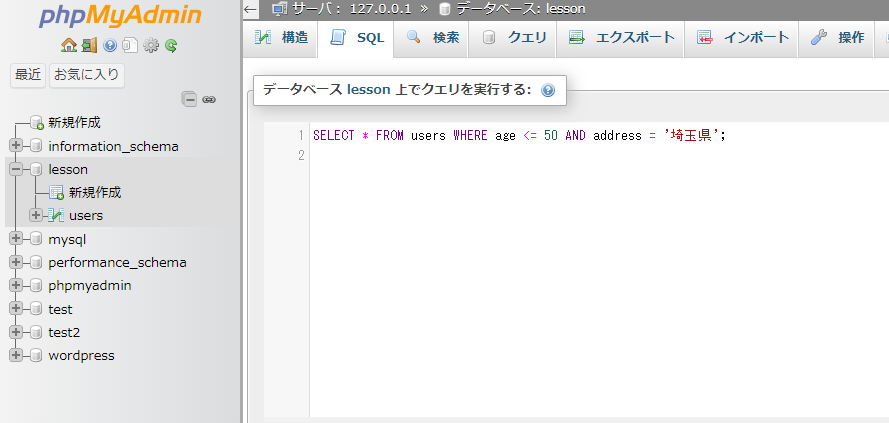 phpMyAdmin
最近 お気に入り
新規作成
information_schema
lesson
新規作成
users
mysql
performance_schema
phpmyadmin
test
test2
wordpress
← サーバ: 127.0.0.1 » データベース: lesson
構造 SQL 検索 クエリ エクスポート インポート 操作
データベース lesson 上でクエリを実行する:
1 SELECT * FROM users WHERE age <= 50 AND address = '埼玉県';
2